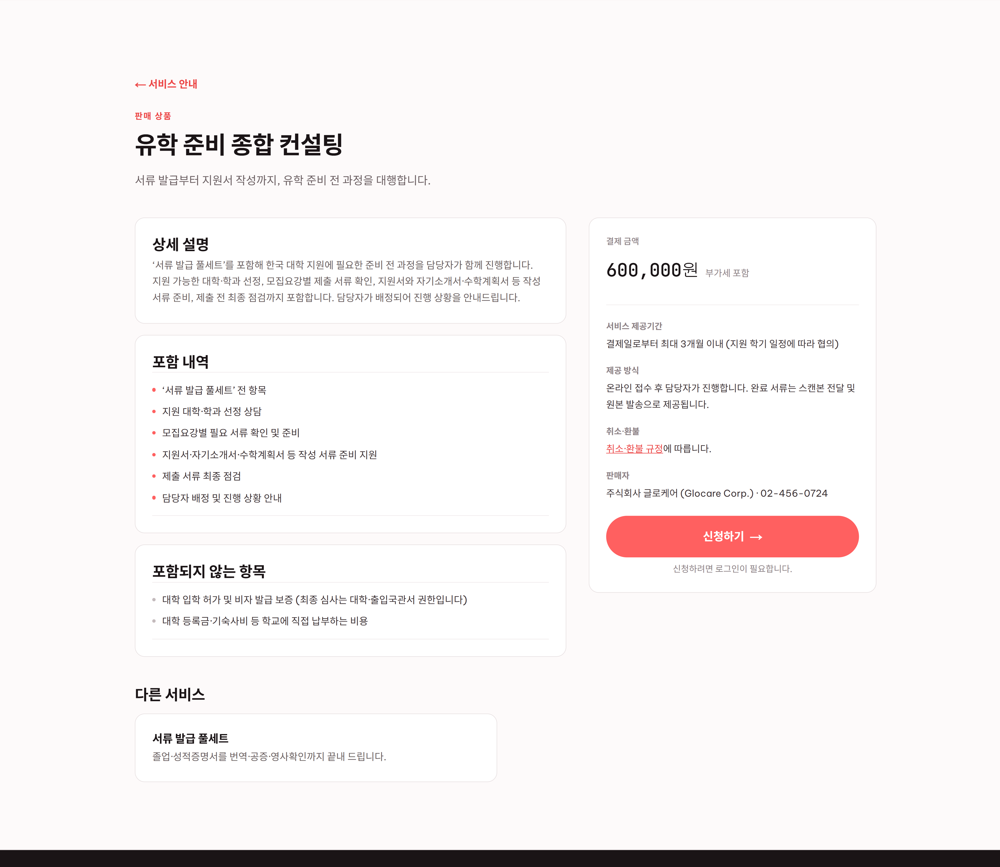 ← 서비스 안내
판매 상품
유학 준비 종합 컨설팅
서류 발급부터 지원서 작성까지, 유학 준비 전 과정을 대행합니다.
상세 설명
‘서류 발급 풀세트’를 포함해 한국 대학 지원에 필요한 준비 전 과정을 담당자가 함께 진행합니다.
지원 가능한 대학·학과 선정, 모집요강별 제출 서류 확인, 지원서와 자기소개서·수학계획서 등 작성
서류 준비, 제출 전 최종 점검까지 포함합니다. 담당자가 배정되어 진행 상황을 안내드립니다.
포함 내역
‘서류 발급 풀세트’ 전 항목
지원 대학·학과 선정 상담
모집요강별 필요 서류 확인 및 준비
지원서·자기소개서·수학계획서 등 작성 서류 준비 지원
제출 서류 최종 점검
담당자 배정 및 진행 상황 안내
포함되지 않는 항목
대학 입학 허가 및 비자 발급 보증 (최종 심사는 대학·출입국관서 권한입니다)
대학 등록금·기숙사비 등 학교에 직접 납부하는 비용
결제 금액
600,000원 부가세 포함
서비스 제공기간
결제일로부터 최대 3개월 이내 (지원 학기 일정에 따라 협의)
제공 방식
온라인 접수 후 담당자가 진행합니다. 완료 서류는 스캔본 전달 및
원본 발송으로 제공됩니다.
취소·환불
취소·환불 규정에 따릅니다.
판매자
주식회사 글로케어 (Glocare Corp.) · 02-456-0724
신청하기 →
신청하려면 로그인이 필요합니다.
다른 서비스
서류 발급 풀세트
졸업·성적증명서를 번역·공증·영사확인까지 끝내 드립니다.